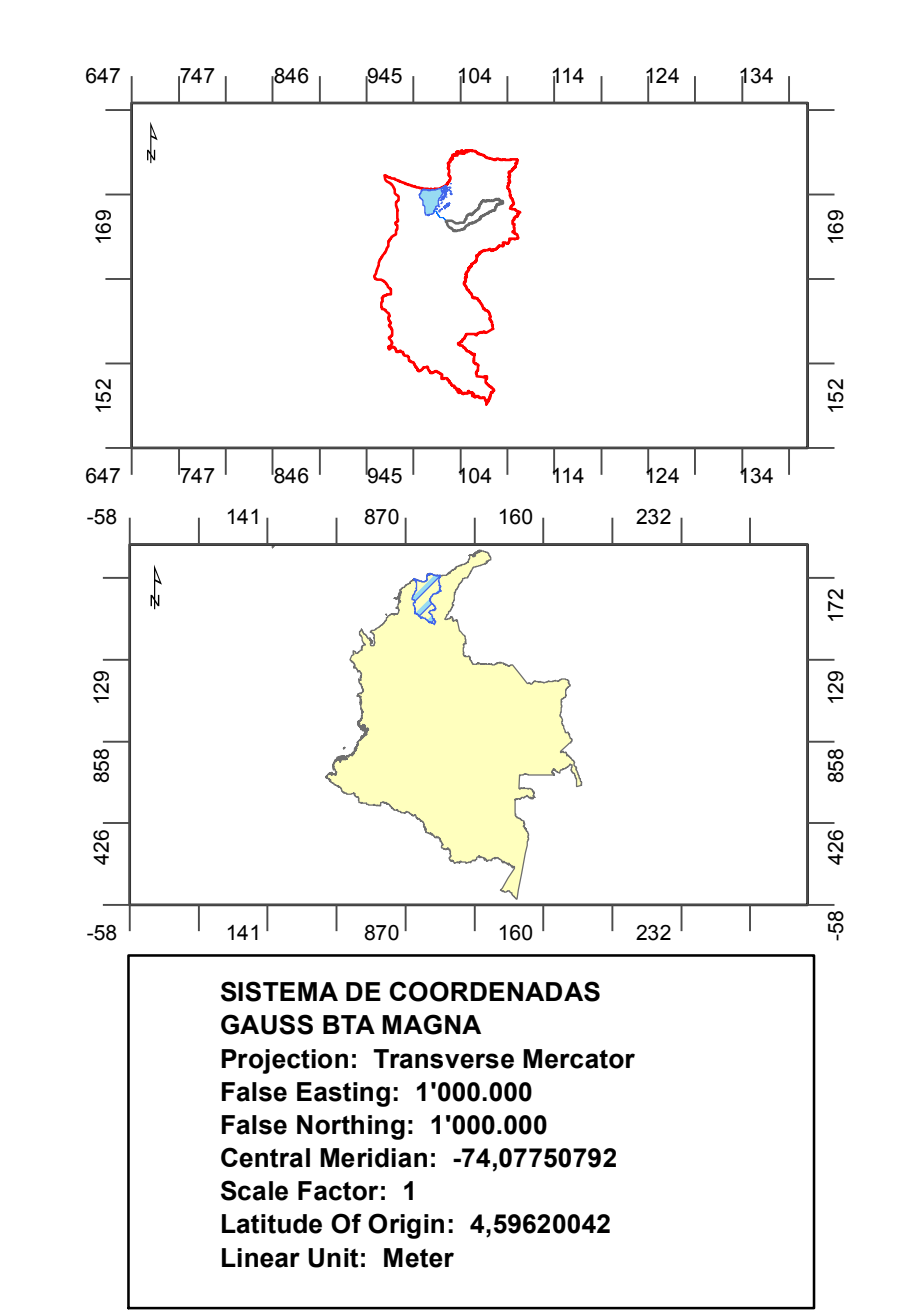 647 747 846 945 104 114 124 134
N
169 169
152 152
647 747 846 945 104 114 124 134
-58 141 870 160 232
N
172
129 129
858 858
426 426
-58
-58 141 870 160 232
SISTEMA DE COORDENADAS
GAUSS BTA MAGNA
Projection: Transverse Mercator
False Easting: 1'000.000
False Northing: 1'000.000
Central Meridian: -74,07750792
Scale Factor: 1
Latitude Of Origin: 4,59620042
Linear Unit: Meter